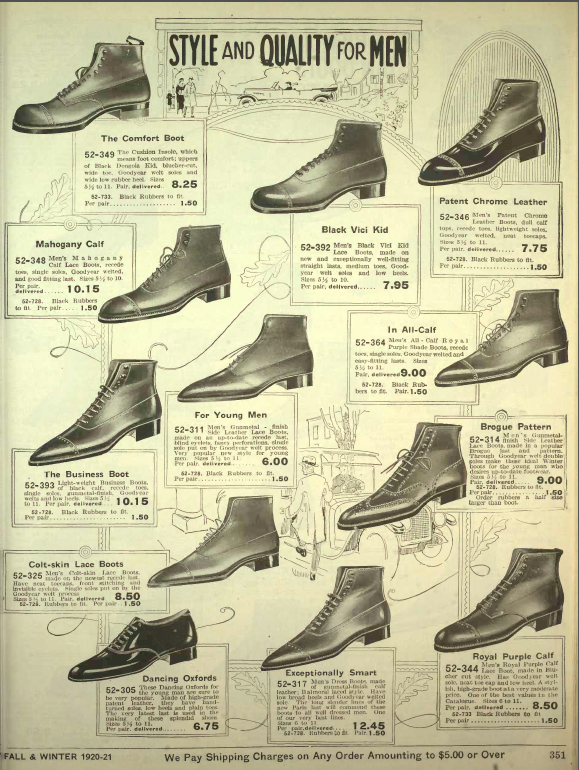 STYLE AND QUALITY FOR MEN
The Comfort Boot
52-349 The Cushion Insole, which
means foot comfort; uppers
of Black Dongola Kid, blucher-cut,
wide toe. Goodyear welt soles and
wide low rubber heel. Sizes
5½ to 11. Pair, delivered 8.25
52-733. Black Rubbers to fit.
Per pair 1.50
Patent Chrome Leather
52-346 Men's Patent Chrome
Leather Boots, dull calf
tops, recede toes, lightweight soles,
Goodyear welted, neat toecaps.
Sizes 5½ to 11.
Per pair, delivered 7.75
52-728. Black Rubbers to fit.
Per pair 1.50
Black Vici Kid
52-392 Men's Black Vici Kid
Lace Boots, made on
new and exceptionally well-fitting
straight lasts, medium toes, Good-
year welt soles and low heels.
Sizes 5½ to 10.
Per pair, delivered 7.95
Mahogany Calf
52-348 Men's Mahogany
Calf Lace Boots, recede
toes, single soles, Goodyear welted,
and good fitting last. Sizes 5½ to 10.
Per pair,
delivered 10.15
52-728. Black Rubbers
to fit. Per pair 1.50
In All-Calf
52-364 Men's All-Calf Royal
Purple Shade Boots, recede
toes, single soles, Goodyear welted and
easy-fitting lasts. Sizes
5½ to 11.
Pair, delivered 9.00
52-728. Black Rub-
bers to fit. Pair 1.50
For Young Men
52-311 Men's Gunmetal-finish
Side Leather Lace Boots,
made on an up-to-date recede last,
blind eyelets, heavy perforations, single
sole put on by Goodyear welt process.
Very popular new style for young
men. Sizes 5½ to 11.
Per pair, delivered 6.00
52-728. Rubbers to fit.
Per pair 1.50
Brogue Pattern
52-314 Men's Gunmetal-
finish Side Leather
Lace Boots, made in a popular
Brogue last and pattern.
Goodyear welt double
soles make these ideal Winter
boots for the young man who
desires up-to-date footwear.
Sizes 5½ to 11.
Pair, delivered 9.00
52-728. Rubbers to fit.
Per pair 1.50
Order rubbers a half size
larger than boot.
The Business Boot
52-393 Light-weight Business Boots,
of black calf, recede toes,
single soles, gunmetal-finish, Goodyear
welts and low heels. Sizes 5½
to 11. Per pair, delivered 10.15
52-728. Black Rubbers to fit.
Per pair 1.50
Colt-skin Lace Boots
52-325 Men's Colt-skin Lace Boots,
made on the newest recede last.
Have neat toecaps, front stitching and
invisible eyelets. Single soles put on by the
Goodyear welt process.
Sizes 5½ to 11. Pair, delivered 8.50
52-728. Rubbers to fit. Per pair 1.50
Dancing Oxfords
52-305 These Dancing Oxfords for
the young man are sure to
be very popular. Made of high-grade
patent leather, they have hand-
turned soles, low heels and plain toes.
The very latest last is used in the
making of these splendid shoes.
Sizes 5½ to 11.
Per pair, delivered 6.75
Exceptionally Smart
52-317 Men's Dress Boots, made
of gunmetal-finish calf
leather; Balmoral laced style. Have
low broad heels and Goodyear welted
sole. The long slender lines of the
new Paris last will commend these
boots to all well dressed men. One
of our very best lines.
Sizes 6 to 11.
Pair, delivered 12.45
52-728. Black Rubbers to fit.
Per pair 1.50
Royal Purple Calf
52-344 Men's Royal Purple Calf
Lace Boot, made in Blu-
cher cut style. Has Goodyear welt
sole, neat low cap and low heel. A styl-
ish, high-grade boot at a very moderate
price. One of the best values in the
Catalogue. Sizes 6 to 11.
Per pair, delivered 8.50
52-733 Black Rubbers to fit
Per pair 1.50
FALL & WINTER 1920-21 We Pay Shipping Charges on Any Order Amounting to $5.00 or Over 351